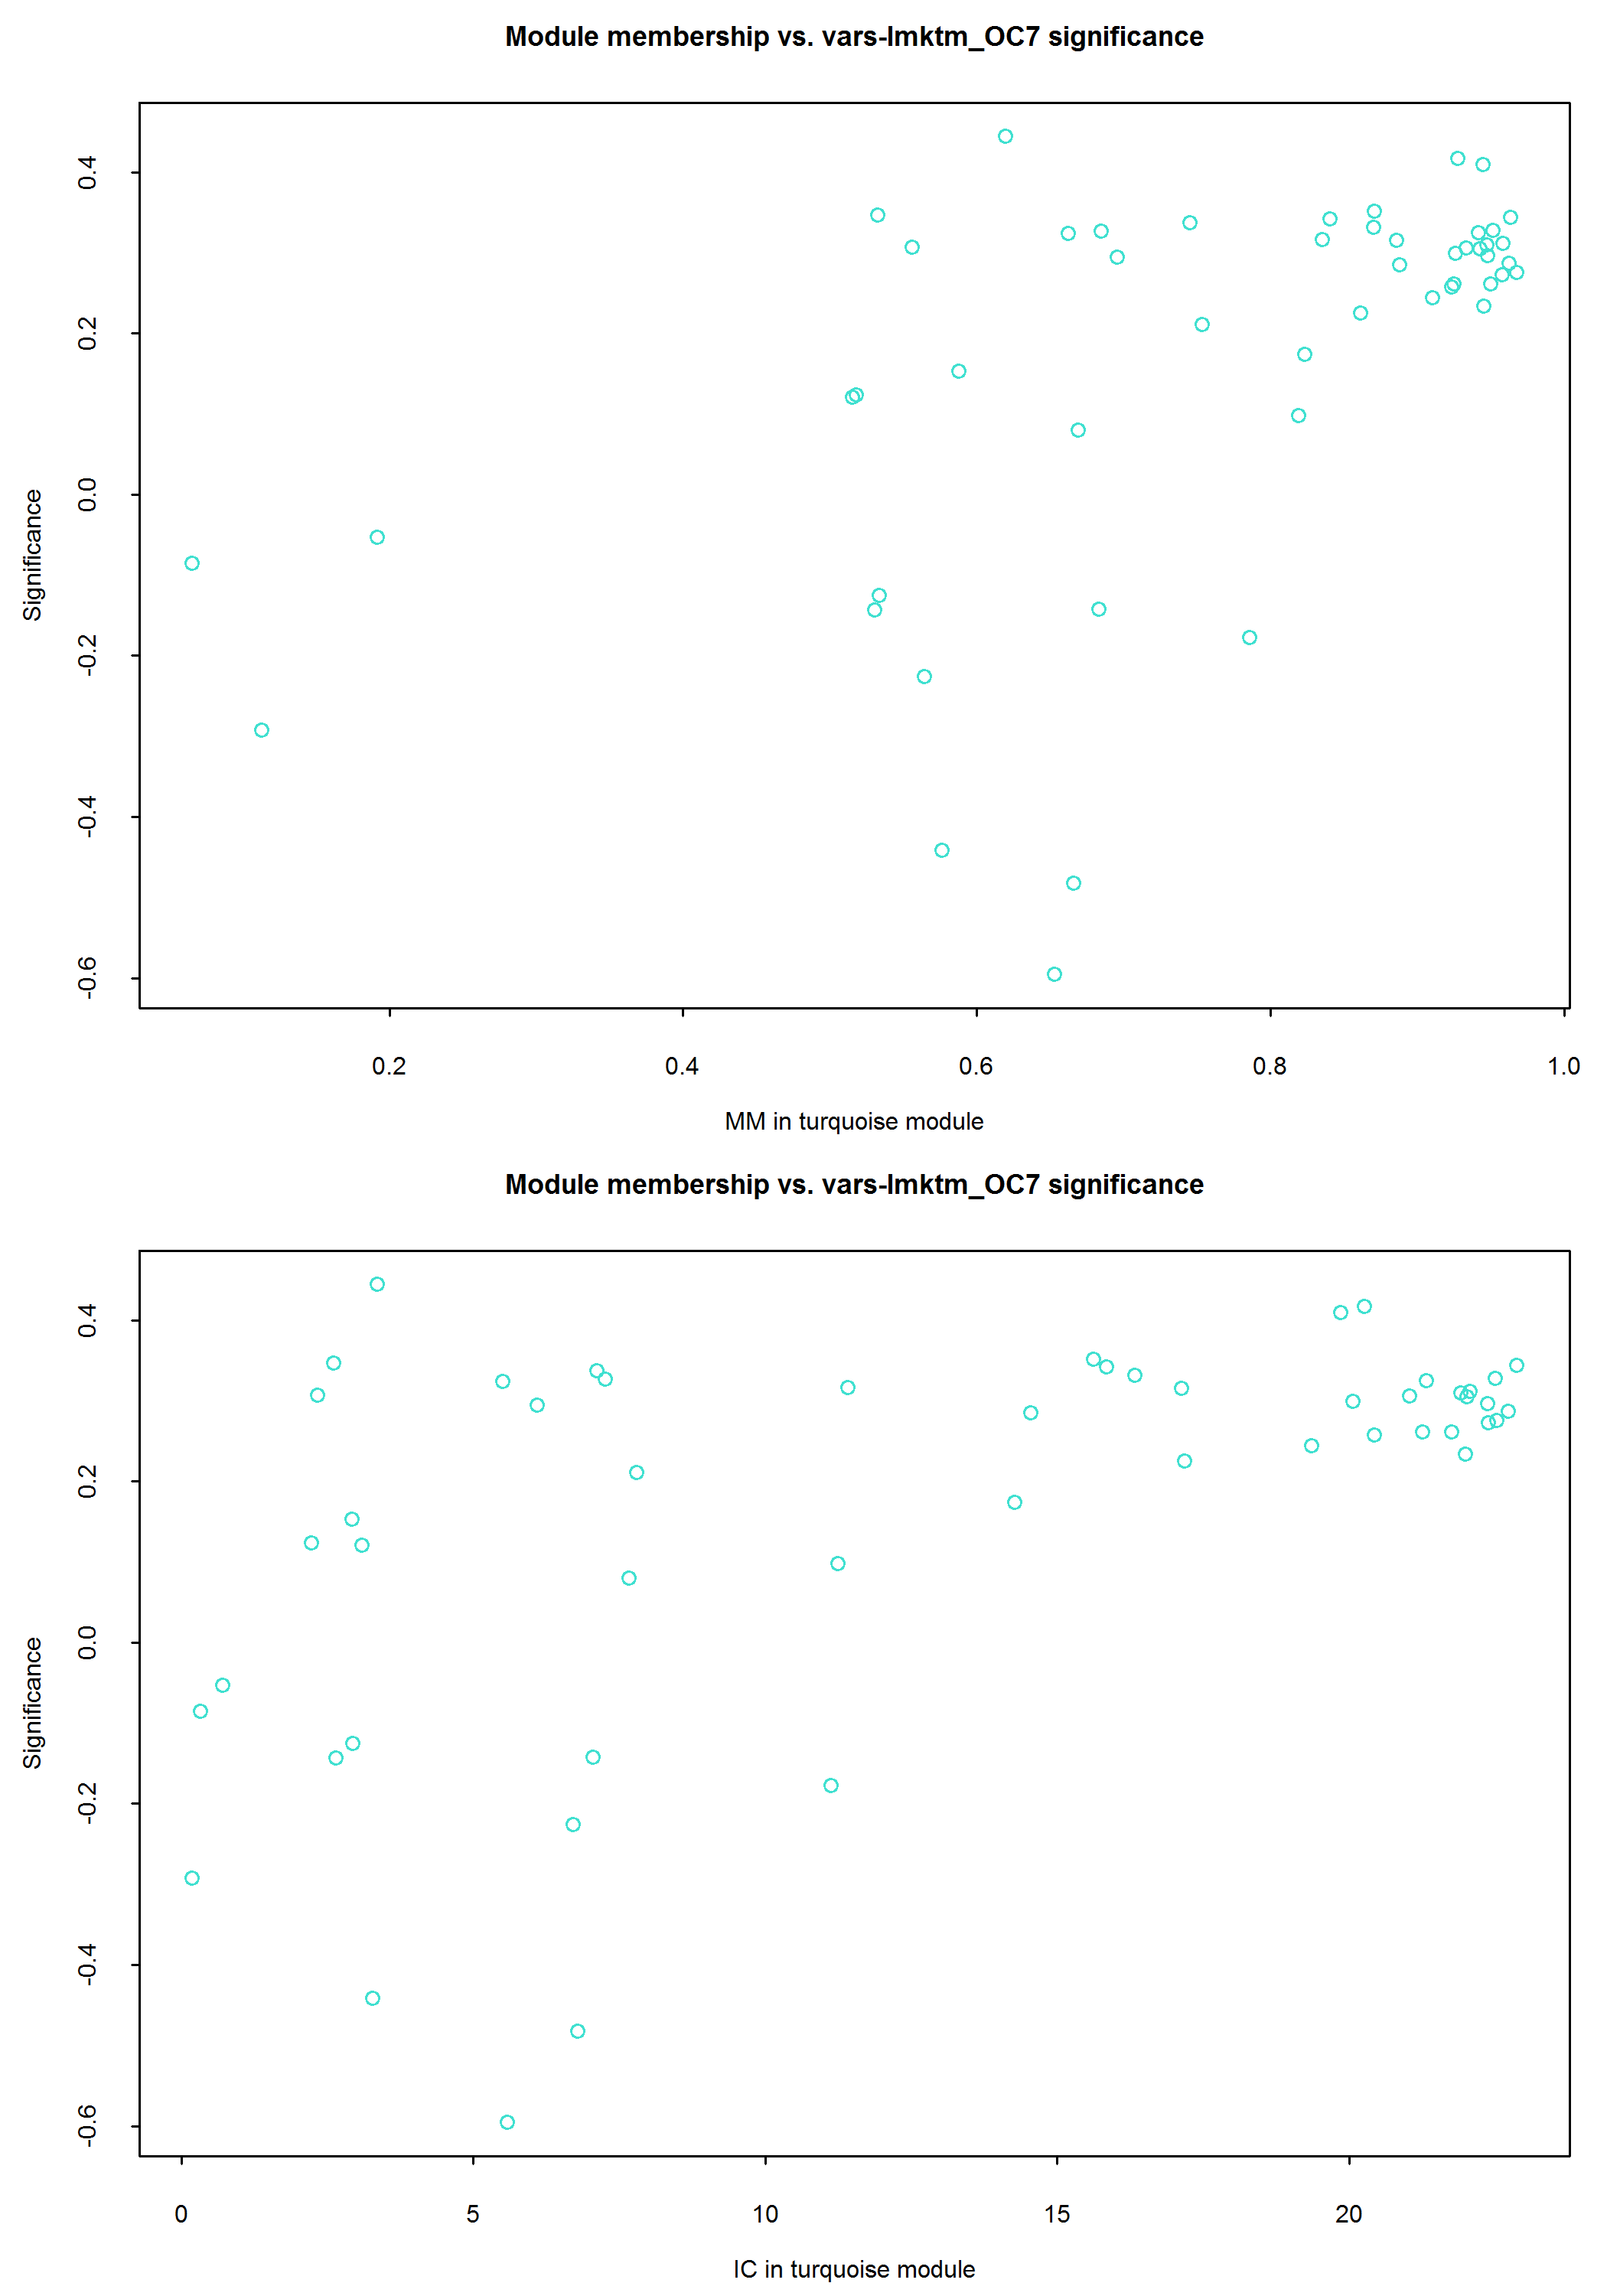 Module membership vs. vars-lmktm_OC7 significance
0.4
0.2
0.0
-0.2
-0.4
-0.6
Significance
0.2 0.4 0.6 0.8 1.0
MM in turquoise module
Module membership vs. vars-lmktm_OC7 significance
0.4
0.2
0.0
-0.2
-0.4
-0.6
Significance
0 5 10 15 20
IC in turquoise module